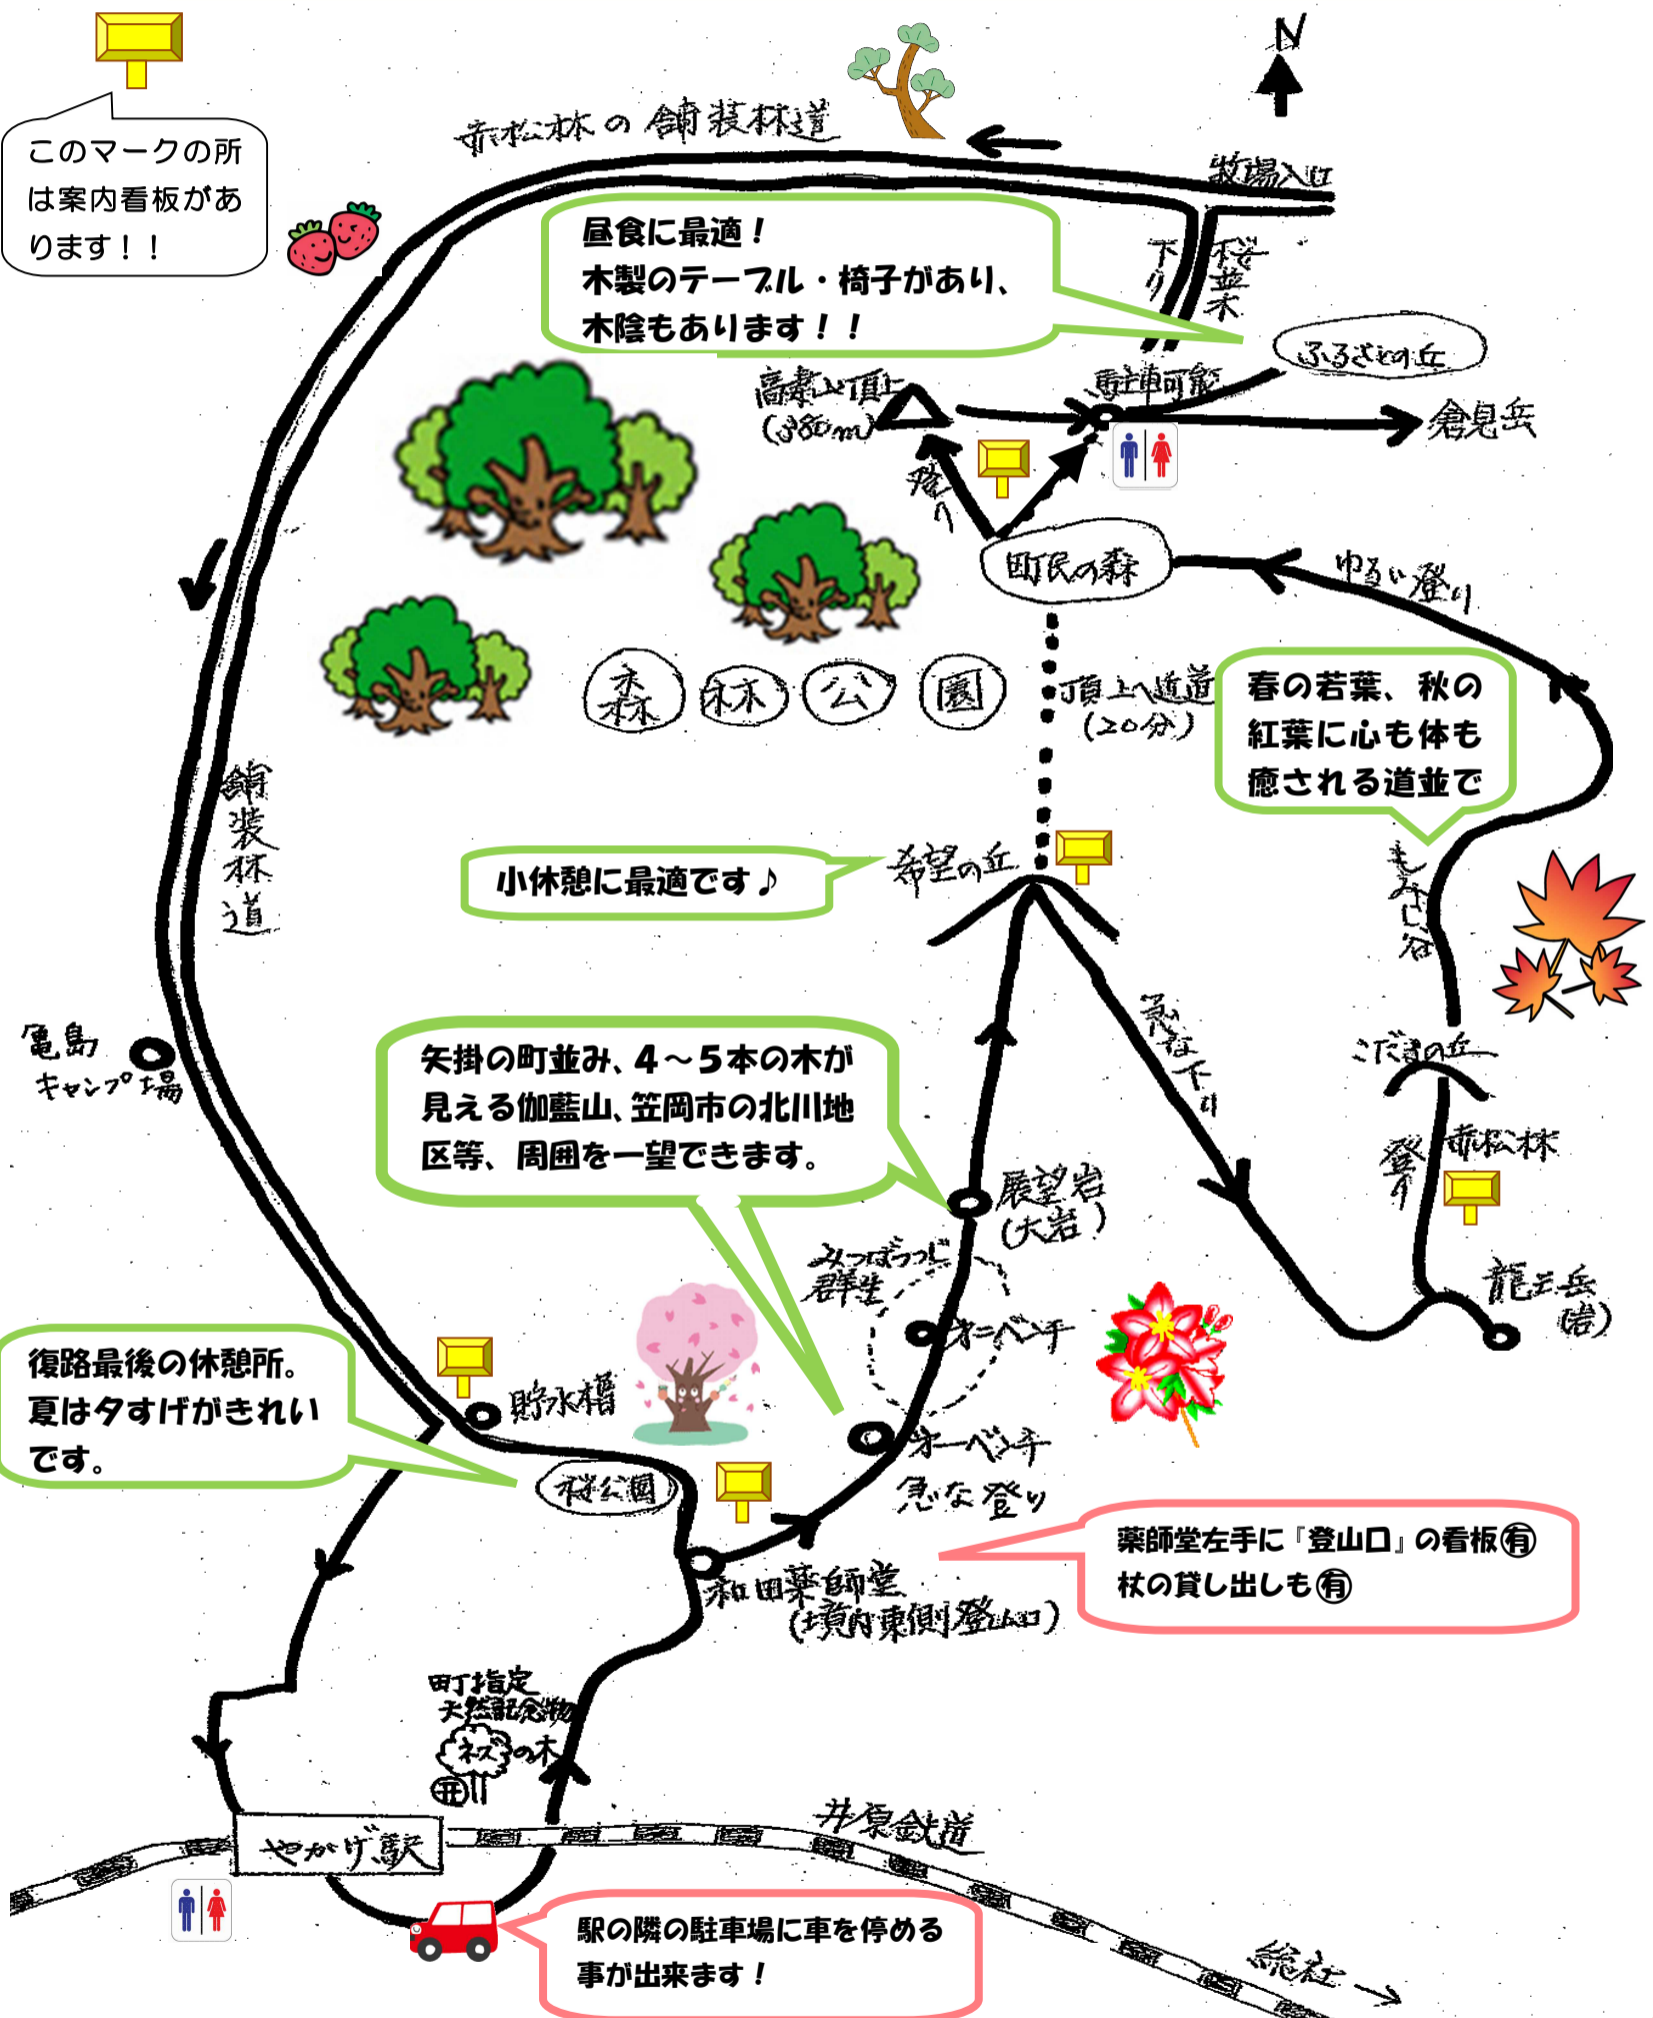 このマークの所
は案内看板があ
ります！！
N
赤松林の舗装林道
牧場入口
昼食に最適！
木製のテーブル・椅子があり、
木陰もあります！！
下り
桜並木
ふるさとの丘
高妻山頂上
(380m)
駐車可能
倉見岳
登り
町民の森
ゆるい登り
森林公園
頂上へ近道
(20分)
春の若葉、秋の
紅葉に心も体も
癒される道並で
舗装林道
小休憩に最適です♪
希望の丘
もみじ谷
亀島
キャンプ場
急な下り
こだまの丘
矢掛の町並み、４～５本の木が
見える伽藍山、笠岡市の北川地
区等、周囲を一望できます。
登り
赤松林
展望岩
(大岩)
みつばつつじ
群生
龍王岳
(岩)
オニベンチ
復路最後の休憩所。
夏は夕すげがきれい
です。
貯水槽
オーベンチ
桜公園
急な登り
薬師堂左手に『登山口』の看板㊒
杖の貸し出しも㊒
和田薬師堂
(境内東側登山口)
町指定
天然記念物
ネズの木
井原鉄道
やかげ駅
駅の隣の駐車場に車を停める
事が出来ます！
総社